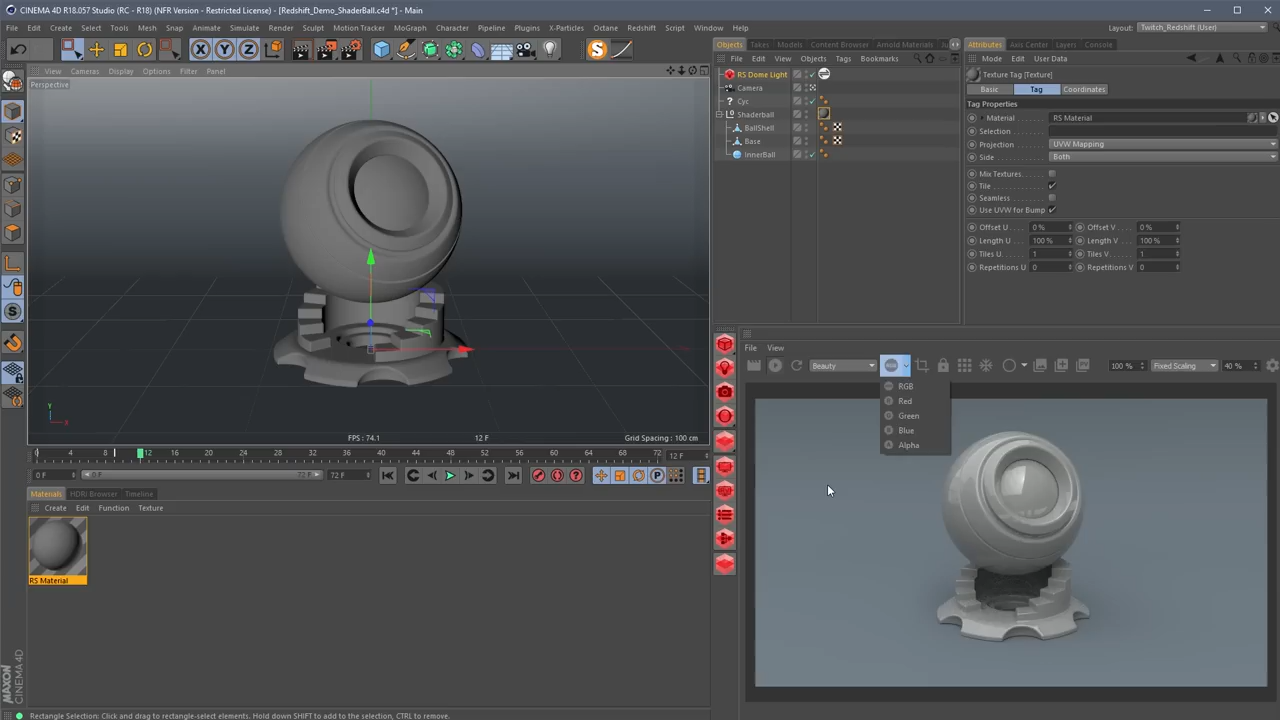 CINEMA 4D R18.057 Studio (RC - R18) (NFR Version - Restricted License) - [Redshift_Demo_ShaderBall.c4d *] - Main
File Edit Create Select Tools Mesh Snap Animate Simulate Render Sculpt Motion Tracker MoGraph Character Pipeline Plugins X-Particles Octane Redshift Script Window Help
Layout: Twitch_Redshift (User)
X Y Z
S
Objects Takes Models Content Browser Arnold Materials
File Edit View Objects Tags Bookmarks
RS Dome Light
Camera
Cyc
Shaderball
BallShell
Base
InnerBall
Attributes Axis Center Layers Console
Mode Edit User Data
Texture Tag [Texture]
Basic Tag Coordinates
Tag Properties
Material RS Material
Selection
Projection UVW Mapping
Side Both
Mix Textures
Tile
Seamless
Use UVW for Bump
Offset U 0 % Offset V 0 %
Length U 100 % Length V 100 %
Tiles U 1 Tiles V 1
Repetitions U 0 Repetitions V 0
View Cameras Display Options Filter Panel
Perspective
Y
X
FPS : 74.1 12 F Grid Spacing : 100 cm
0 4 8 12 16 20 24 28 32 36 40 44 48 52 56 60 64 68 72 12 F
0 F 0 F 72 F 72 F
Materials HDRI-Browser Timeline
Create Edit Function Texture
RS Material
File View
Beauty 100 % Fixed Scaling 40 %
RGB
Red
Green
Blue
Alpha
MAXON
CINEMA 4D
Rectangle Selection: Click and drag to rectangle-select elements. Hold down SHIFT to add to the selection, CTRL to remove.